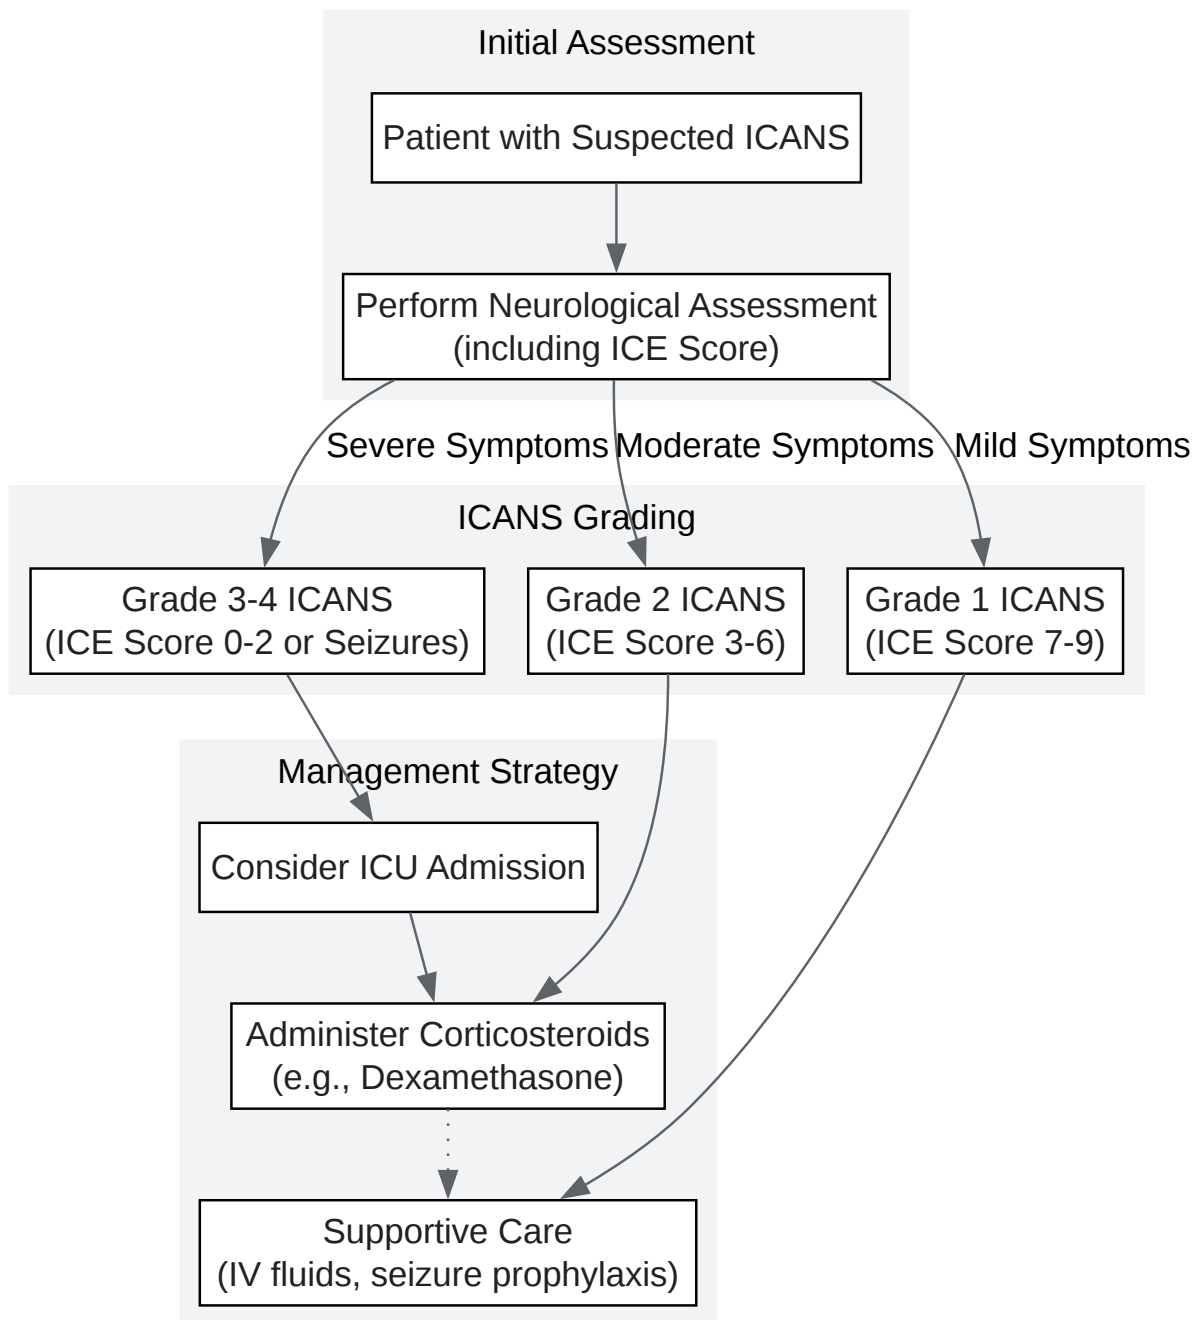 Initial Assessment
Patient with Suspected ICANS
Perform Neurological Assessment
(including ICE Score)
Severe Symptoms
Moderate Symptoms
Mild Symptoms
ICANS Grading
Grade 3-4 ICANS
(ICE Score 0-2 or Seizures)
Grade 2 ICANS
(ICE Score 3-6)
Grade 1 ICANS
(ICE Score 7-9)
Management Strategy
Consider ICU Admission
Administer Corticosteroids
(e.g., Dexamethasone)
Supportive Care
(IV fluids, seizure prophylaxis)